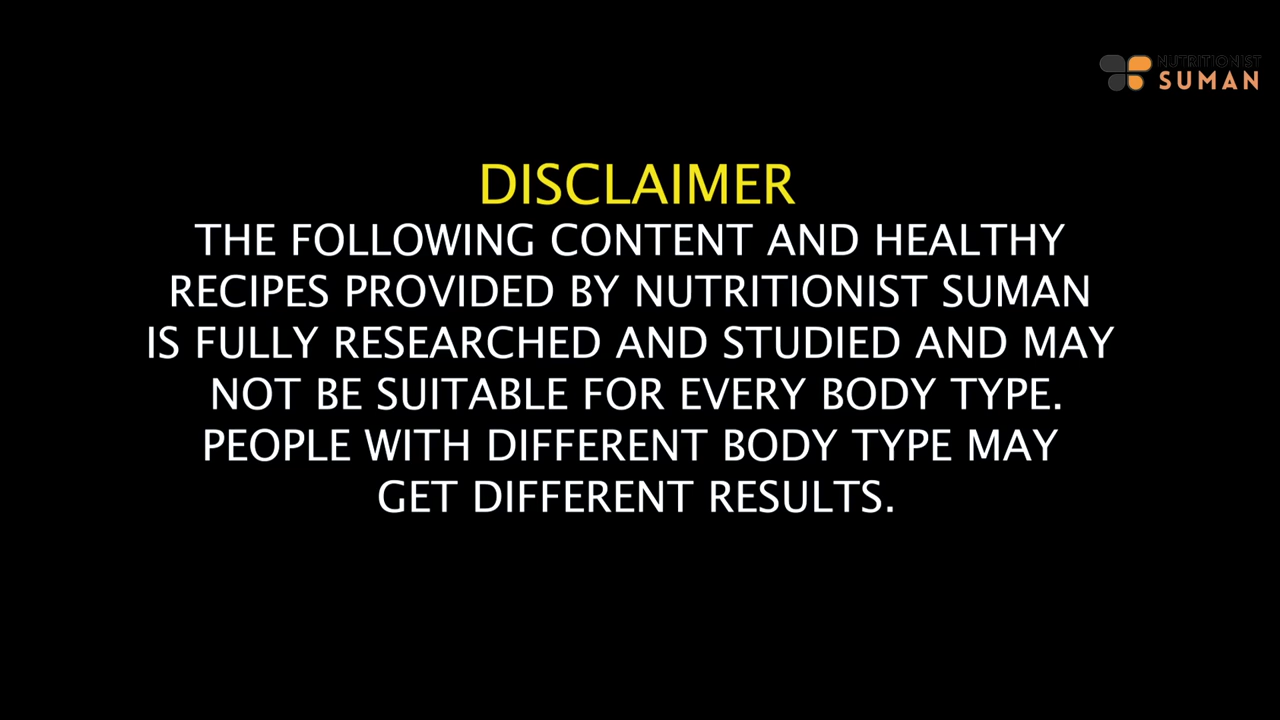 NUTRITIONIST
SUMAN
DISCLAIMER
THE FOLLOWING CONTENT AND HEALTHY
RECIPES PROVIDED BY NUTRITIONIST SUMAN
IS FULLY RESEARCHED AND STUDIED AND MAY
NOT BE SUITABLE FOR EVERY BODY TYPE.
PEOPLE WITH DIFFERENT BODY TYPE MAY
GET DIFFERENT RESULTS.